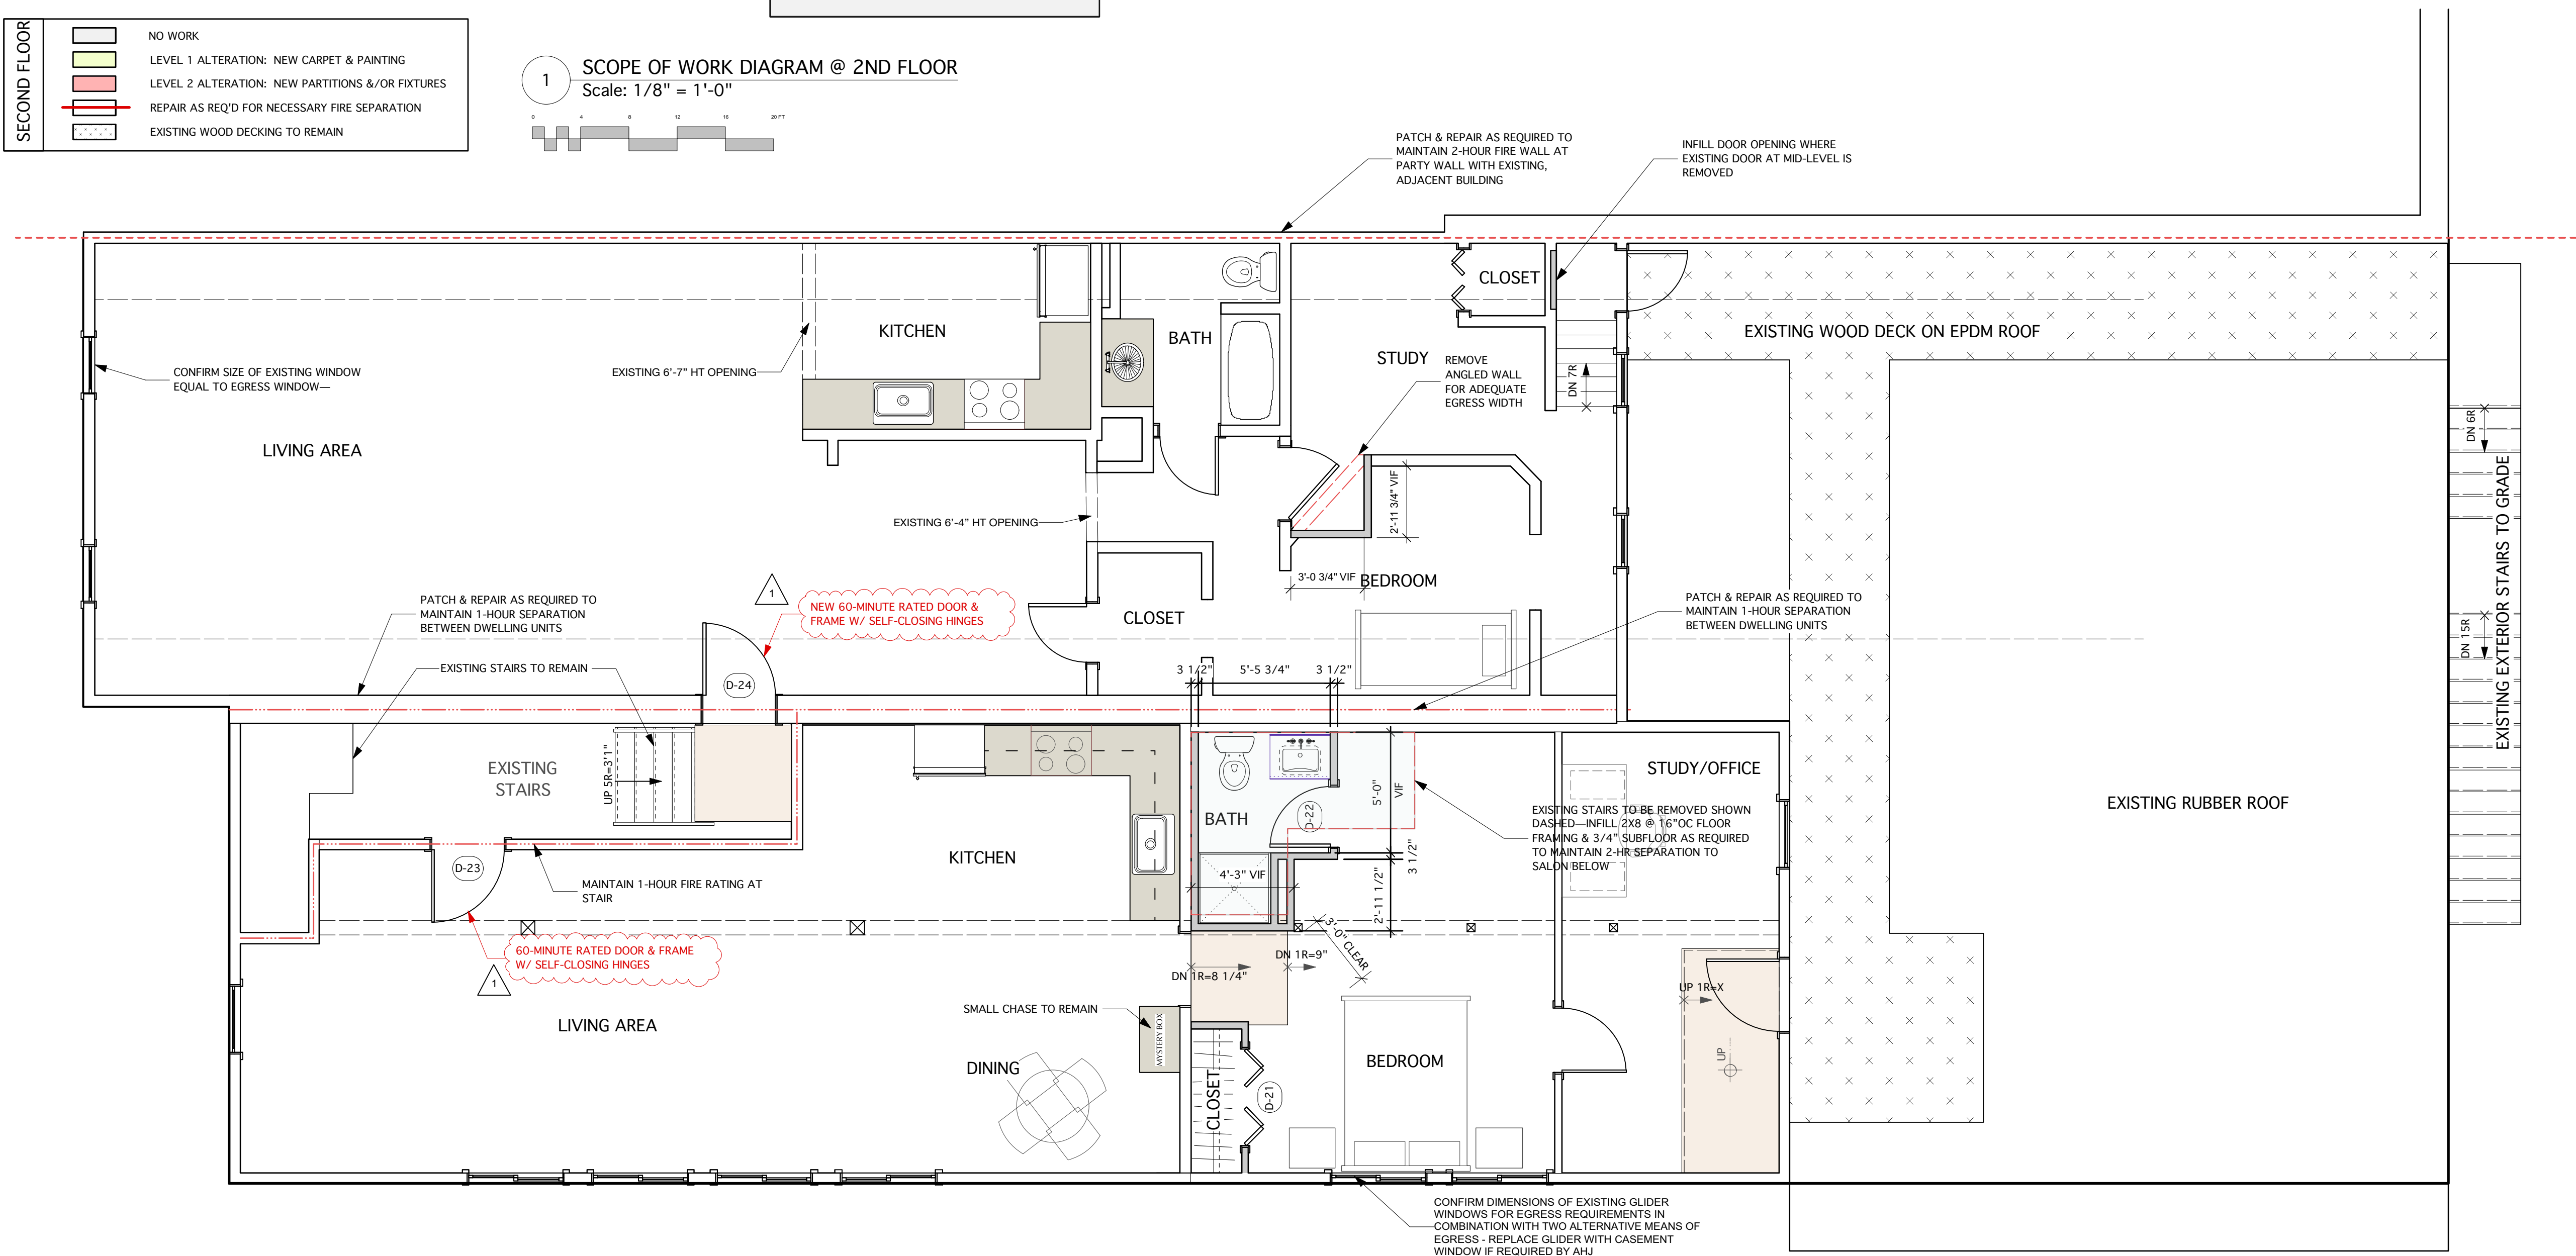 SECOND FLOOR
NO WORK
LEVEL 1 ALTERATION: NEW CARPET & PAINTING
LEVEL 2 ALTERATION: NEW PARTITIONS &/OR FIXTURES
REPAIR AS REQ'D FOR NECESSARY FIRE SEPARATION
EXISTING WOOD DECKING TO REMAIN
1
SCOPE OF WORK DIAGRAM @ 2ND FLOOR
Scale: 1/8" = 1'-0"
0 4 8 12 16 20 FT
PATCH & REPAIR AS REQUIRED TO
MAINTAIN 2-HOUR FIRE WALL AT
PARTY WALL WITH EXISTING,
ADJACENT BUILDING
INFILL DOOR OPENING WHERE
EXISTING DOOR AT MID-LEVEL IS
REMOVED
CLOSET
KITCHEN
BATH
EXISTING WOOD DECK ON EPDM ROOF
STUDY
REMOVE
ANGLED WALL
FOR ADEQUATE
EGRESS WIDTH
CONFIRM SIZE OF EXISTING WINDOW
EQUAL TO EGRESS WINDOW—
EXISTING 6'-7" HT OPENING
DN 7R
LIVING AREA
DN 6R
2'-11 3/4" VIF
EXISTING 6'-4" HT OPENING
3'-0 3/4" VIF
BEDROOM
EXISTING EXTERIOR STAIRS TO GRADE
DN 15R
PATCH & REPAIR AS REQUIRED TO
MAINTAIN 1-HOUR SEPARATION
BETWEEN DWELLING UNITS
1
NEW 60-MINUTE RATED DOOR &
FRAME W/ SELF-CLOSING HINGES
CLOSET
PATCH & REPAIR AS REQUIRED TO
MAINTAIN 1-HOUR SEPARATION
BETWEEN DWELLING UNITS
EXISTING STAIRS TO REMAIN
D-24
3 1/2"
5'-5 3/4"
3 1/2"
EXISTING
STAIRS
UP 5R=3'1"
STUDY/OFFICE
5'-0"
VIF
BATH
D-22
EXISTING STAIRS TO BE REMOVED SHOWN
DASHED—INFILL 2X8 @ 16"OC FLOOR
FRAMING & 3/4" SUBFLOOR AS REQUIRED
TO MAINTAIN 2-HR SEPARATION TO
SALON BELOW
EXISTING RUBBER ROOF
KITCHEN
D-23
MAINTAIN 1-HOUR FIRE RATING AT
STAIR
4'-3" VIF
3 1/2"
2'-11 1/2"
3'-0" CLEAR
60-MINUTE RATED DOOR & FRAME
W/ SELF-CLOSING HINGES
1
DN 1R=8 1/4"
DN 1R=9"
UP 1R=X
SMALL CHASE TO REMAIN
MYSTERY BOX
LIVING AREA
DINING
CLOSET
D-21
BEDROOM
UP
CONFIRM DIMENSIONS OF EXISTING GLIDER
WINDOWS FOR EGRESS REQUIREMENTS IN
COMBINATION WITH TWO ALTERNATIVE MEANS OF
EGRESS - REPLACE GLIDER WITH CASEMENT
WINDOW IF REQUIRED BY AHJ